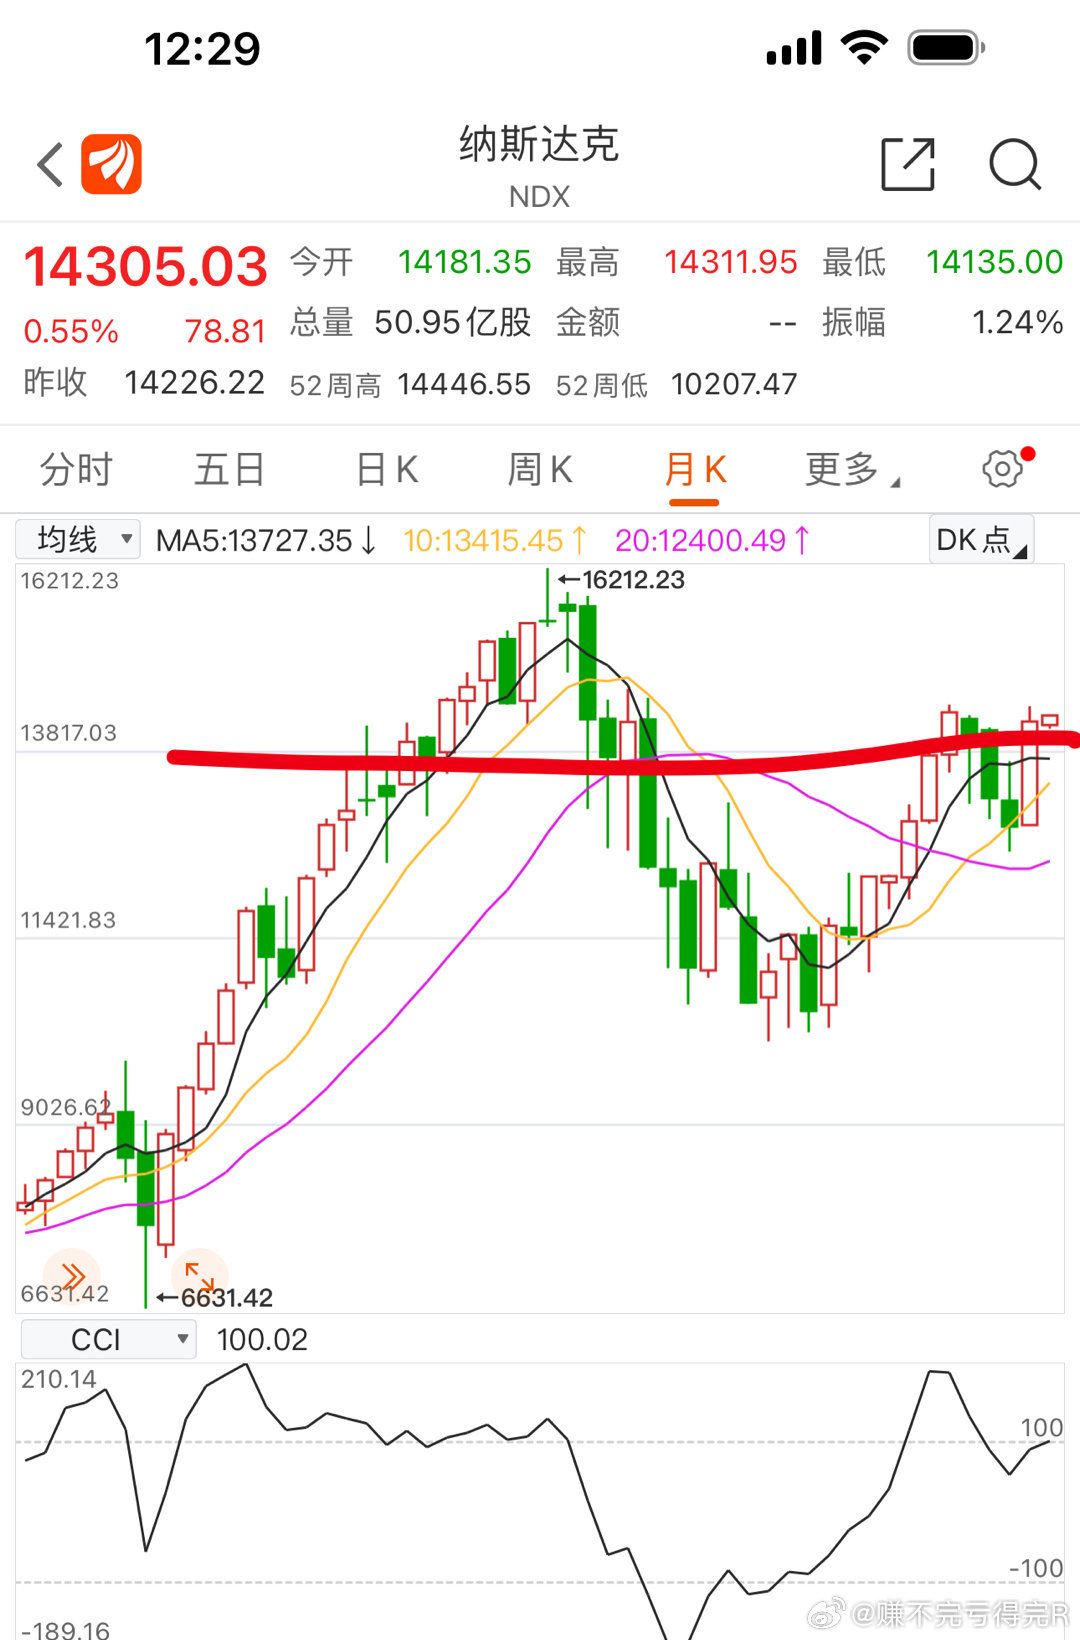 12:29
纳斯达克
NDX
14305.03 今开 14181.35 最高 14311.95 最低 14135.00
0.55% 78.81 总量 50.95亿股 金额 -- 振幅 1.24%
昨收 14226.22 52周高 14446.55 52周低 10207.47
分时 五日 日K 周K 月K 更多
均线 MA5:13727.35↓ 10:13415.45↑ 20:12400.49↑ DK点
16212.23
←16212.23
13817.03
11421.83
9026.62
6631.42
←6631.42
CCI 100.02
210.14
100
-100
-189.16
@赚不完亏得完R